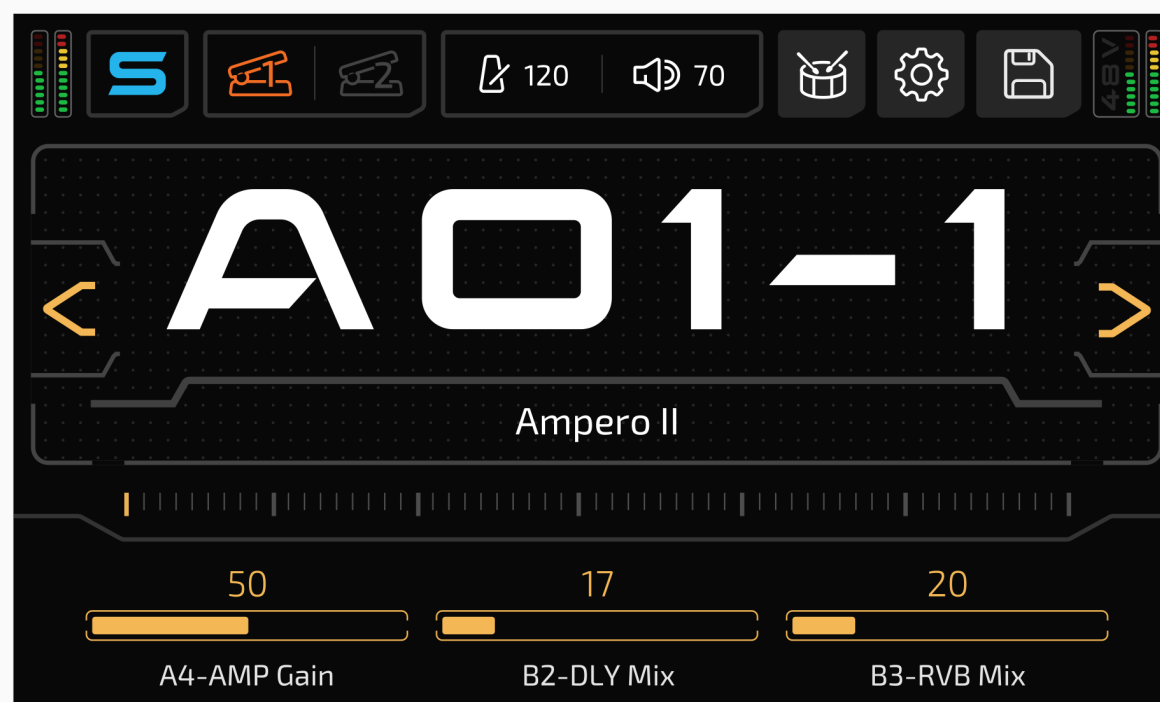 S
1
2
120
70
48V
A01-1
Ampero II
50
17
20
A4-AMP Gain
B2-DLY Mix
B3-RVB Mix